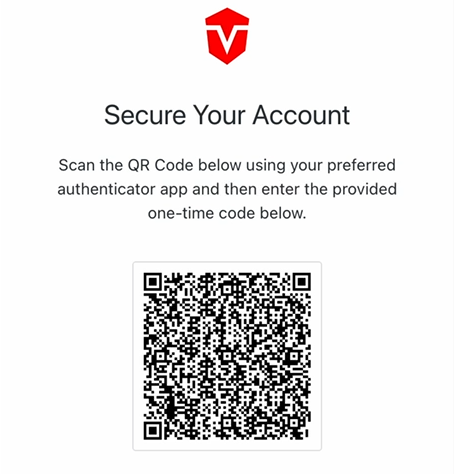 Secure Your Account
Scan the QR Code below using your preferred
authenticator app and then enter the provided
one-time code below.